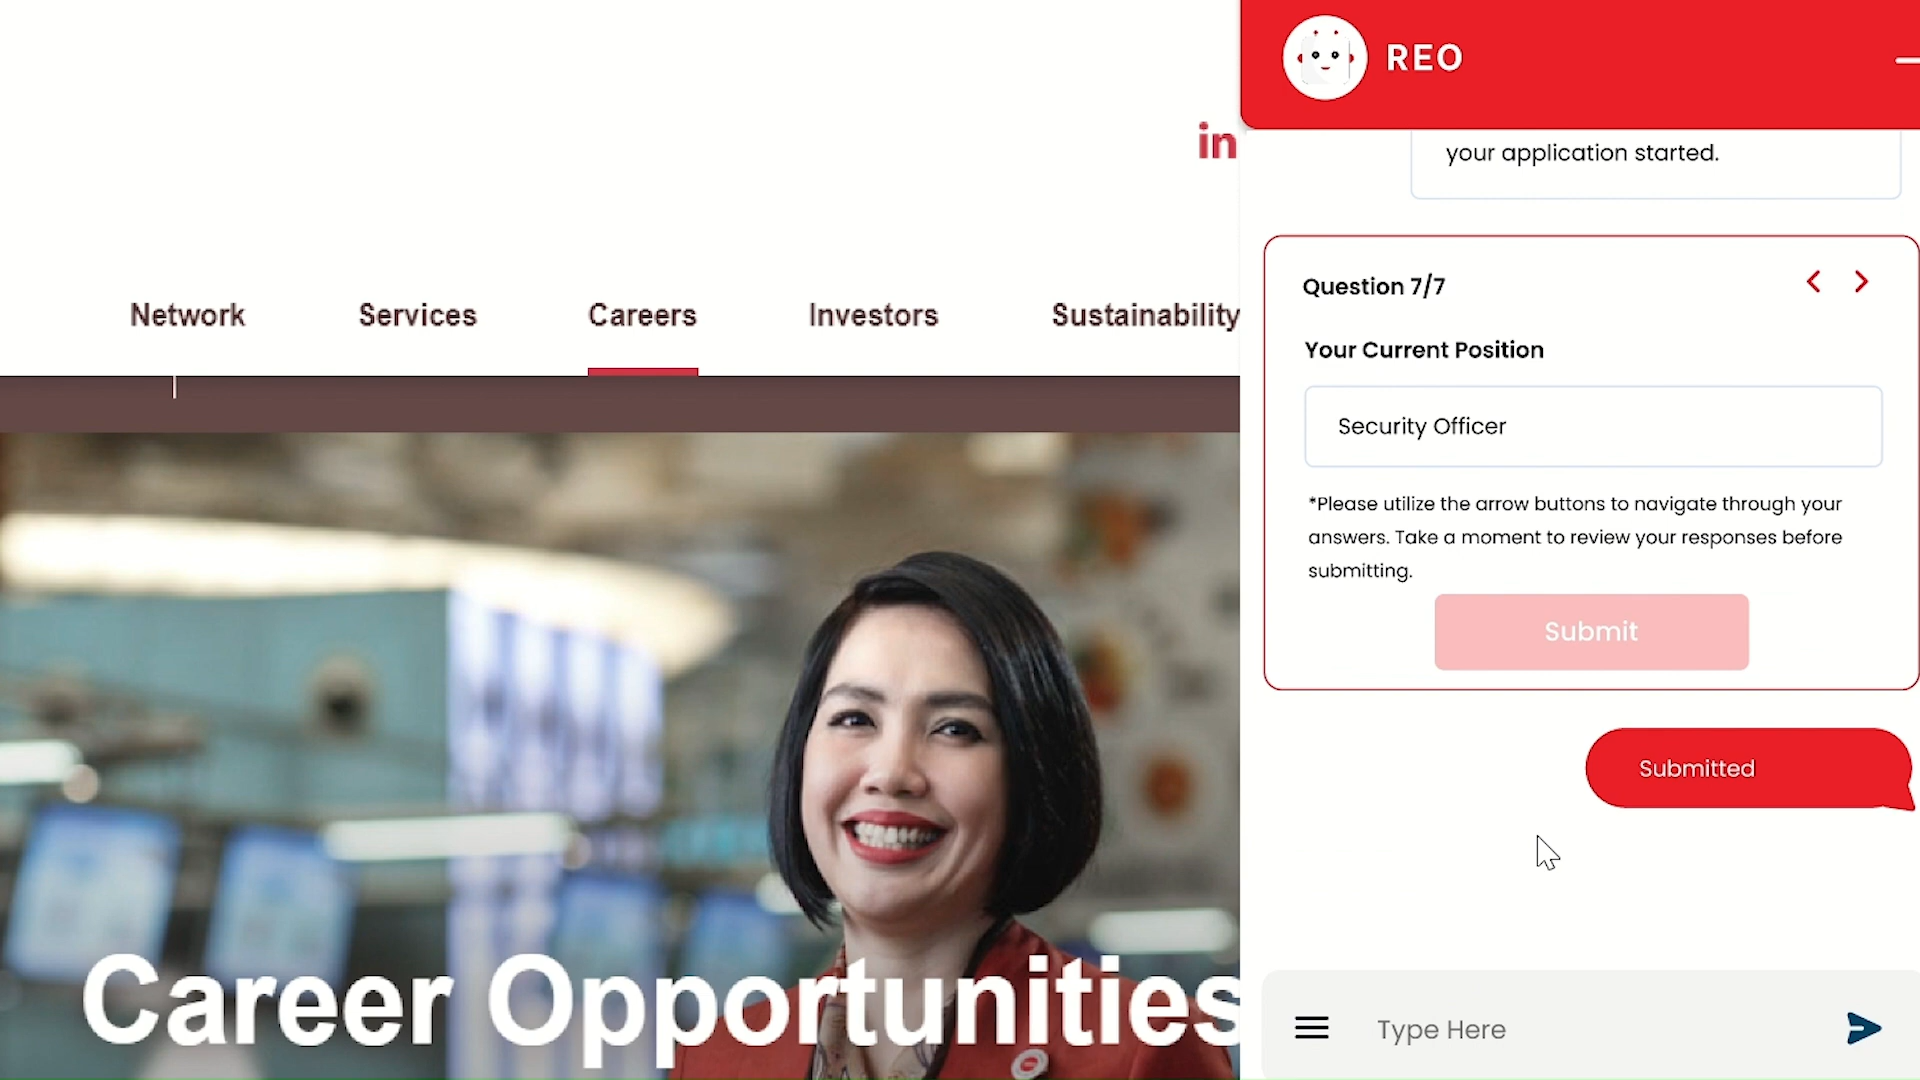 in
Network
Services
Careers
Investors
Sustainability
Career Opportunities
REO
your application started.
Question 7/7
Your Current Position
Security Officer
*Please utilize the arrow buttons to navigate through your
answers. Take a moment to review your responses before
submitting.
Submit
Submitted
Type Here